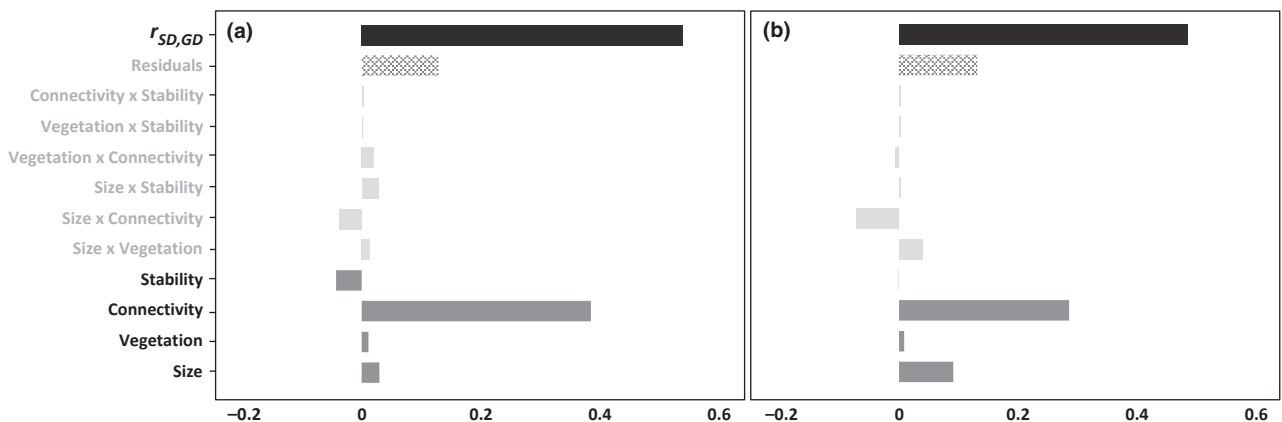 (a)
(b)
r_SD,GD
Residuals
Connectivity x Stability
Vegetation x Stability
Vegetation x Connectivity
Size x Stability
Size x Connectivity
Size x Vegetation
Stability
Connectivity
Vegetation
Size
–0.2 0 0.2 0.4 0.6
–0.2 0 0.2 0.4 0.6